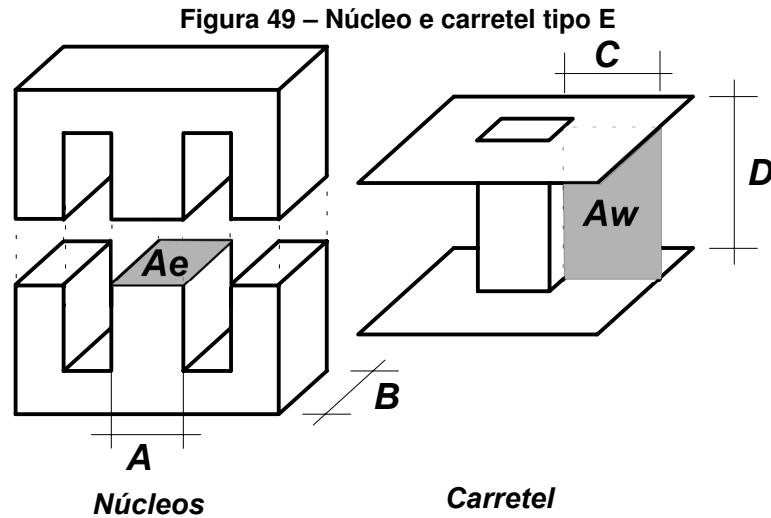 Figura 49 – Núcleo e carretel tipo E
C
D
Aw
Ae
B
A
Núcleos
Carretel